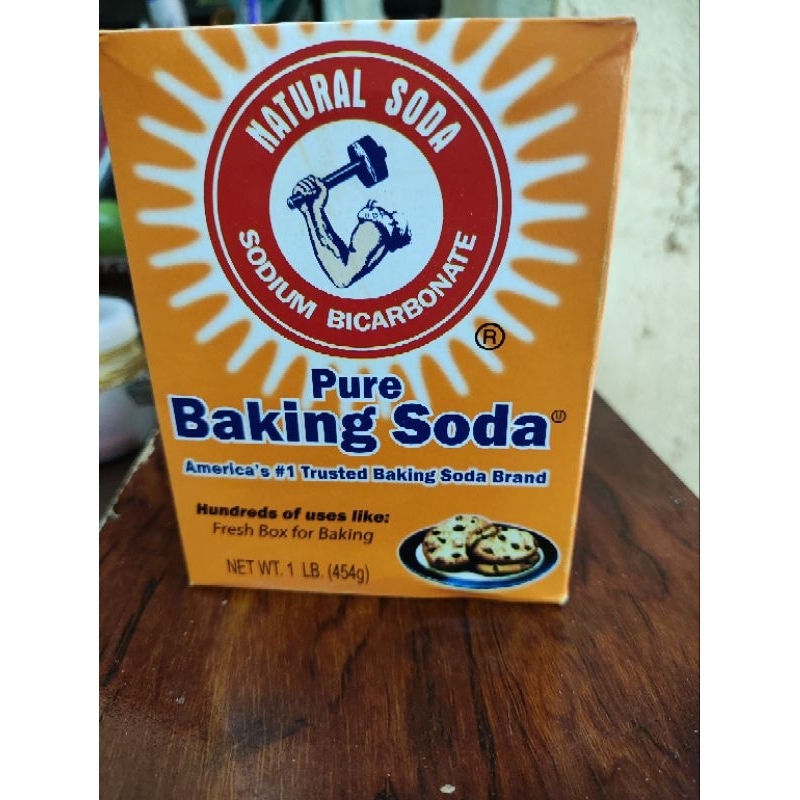 NATURAL SODA
SODIUM BICARBONATE
®
Pure
Baking Soda
America's #1 Trusted Baking Soda Brand
Hundreds of uses like:
Fresh Box for Baking
NET WT. 1 LB. (454g)